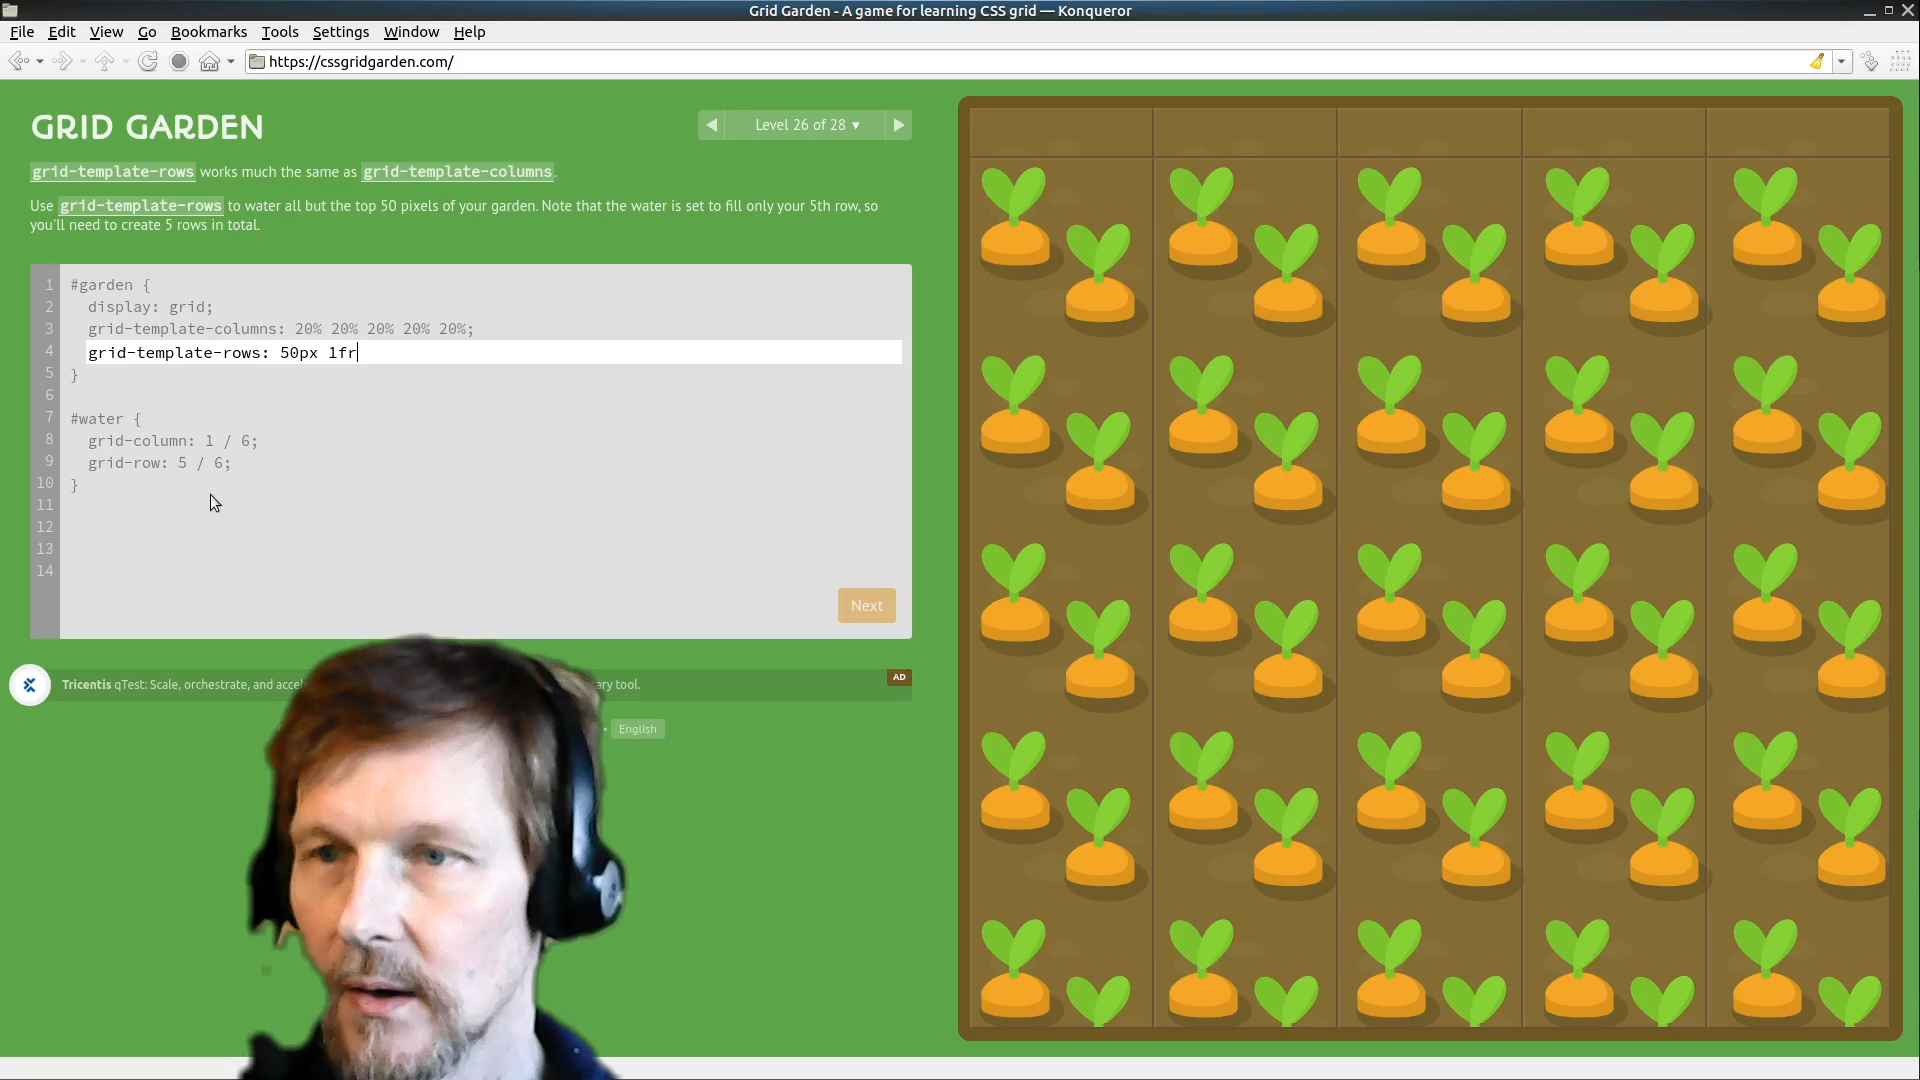 Grid Garden - A game for learning CSS grid — Konqueror
File Edit View Go Bookmarks Tools Settings Window Help
https://cssgridgarden.com/
GRID GARDEN
Level 26 of 28 ▾
grid-template-rows works much the same as grid-template-columns.
Use grid-template-rows to water all but the top 50 pixels of your garden. Note that the water is set to fill only your 5th row, so
you'll need to create 5 rows in total.
1 #garden {
2 display: grid;
3 grid-template-columns: 20% 20% 20% 20% 20%;
4 grid-template-rows: 50px 1fr
5 }
6
7 #water {
8 grid-column: 1 / 6;
9 grid-row: 5 / 6;
10 }
11
12
13
14
Next
Tricentis qTest: Scale, orchestrate, and
tool.
AD
• English